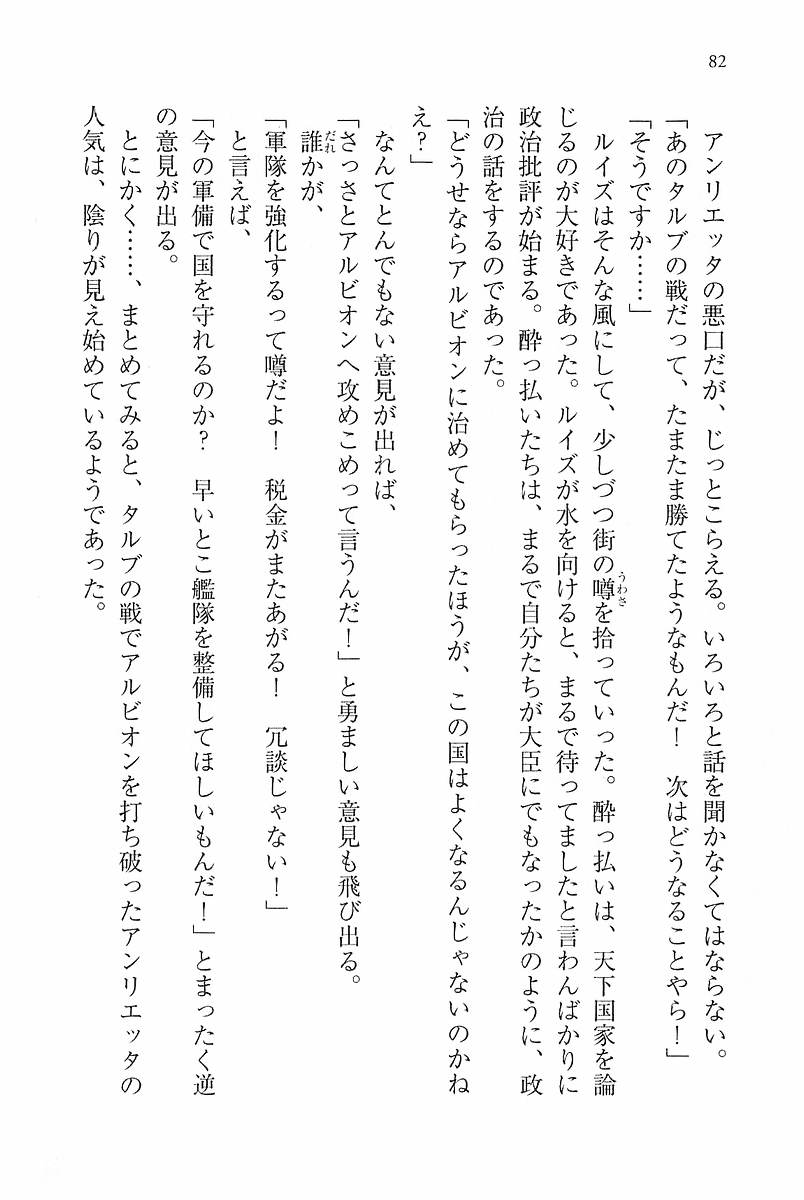 82
アンリエッタの悪口だが、じっとこらえる。いろいろと話を聞かなくてはならない。
「あのタルブの戦だって、たまたま勝てたようなもんだ！　次はどうなることやら！」
「そうですか……」
ルイズはそんな風にして、少しづつ街の噂を拾っていった。酔っ払いは、天下国家を論
じるのが大好きであった。ルイズが水を向けると、まるで待ってましたと言わんばかりに
政治批評が始まる。酔っ払いたちは、まるで自分たちが大臣にでもなったかのように、政
治の話をするのであった。
「どうせならアルビオンに治めてもらったほうが、この国はよくなるんじゃないのかね
え？」
なんてとんでもない意見が出れば、
「さっさとアルビオンへ攻めこめって言うんだ！」と勇ましい意見も飛び出る。
誰かが、
「軍隊を強化するって噂だよ！　税金がまたあがる！　冗談じゃない！」
と言えば、
「今の軍備で国を守れるのか？　早いとこ艦隊を整備してほしいもんだ！」とまったく逆
の意見が出る。
とにかく……、まとめてみると、タルブの戦でアルビオンを打ち破ったアンリエッタの
人気は、陰りが見え始めているようであった。